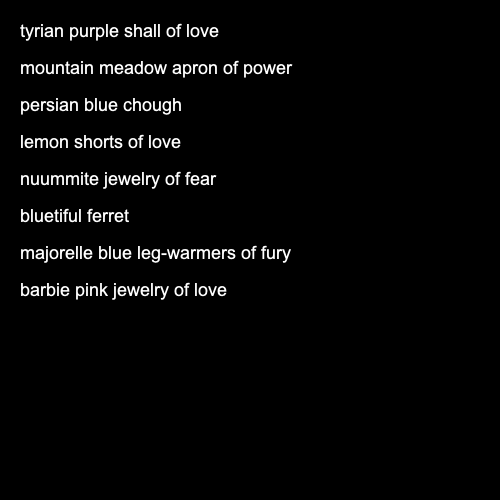 tyrian purple shall of love
mountain meadow apron of power
persian blue chough
lemon shorts of love
nuummite jewelry of fear
bluetiful ferret
majorelle blue leg-warmers of fury
barbie pink jewelry of love